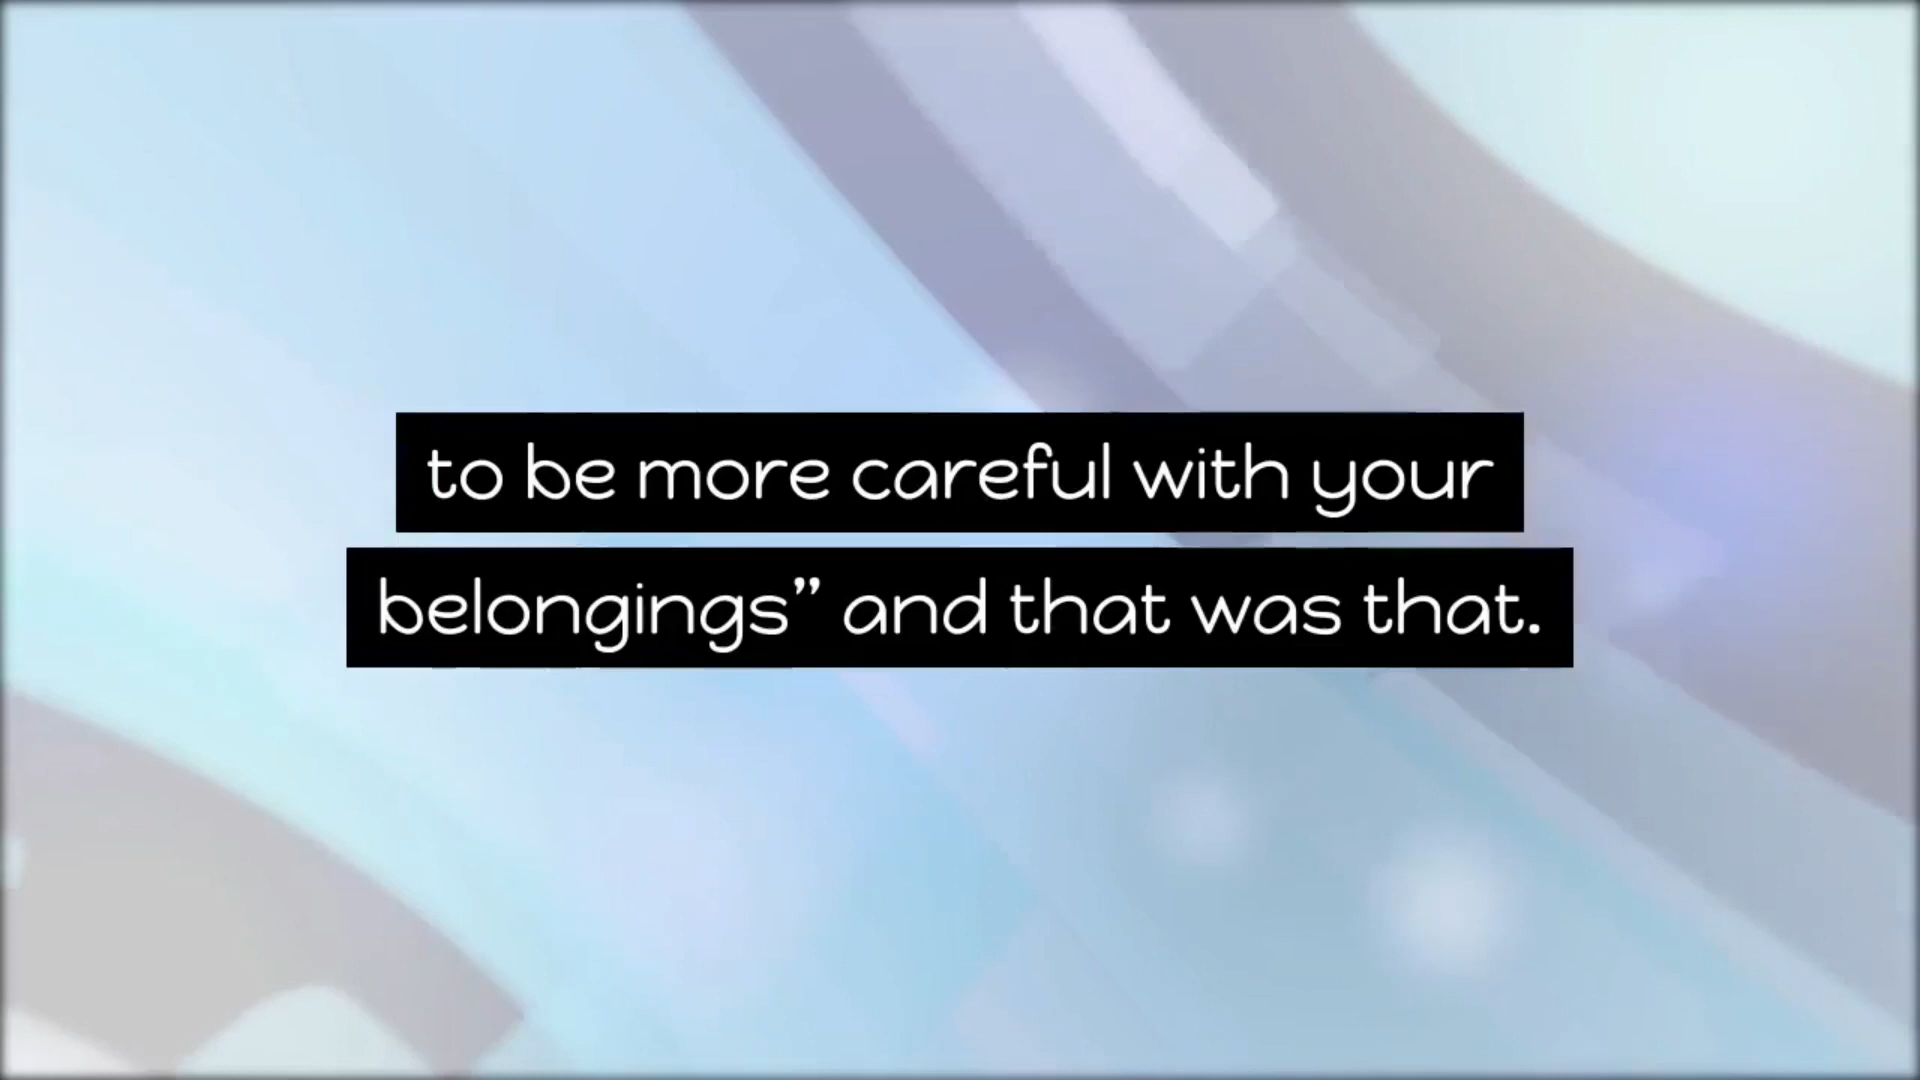 to be more careful with your
belongings” and that was that.